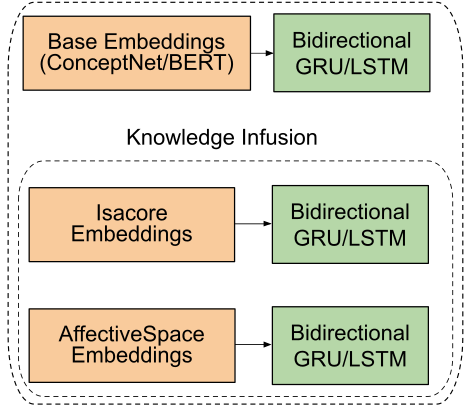 Base Embeddings
(ConceptNet/BERT)
Bidirectional
GRU/LSTM
Knowledge Infusion
Isacore
Embeddings
Bidirectional
GRU/LSTM
AffectiveSpace
Embeddings
Bidirectional
GRU/LSTM